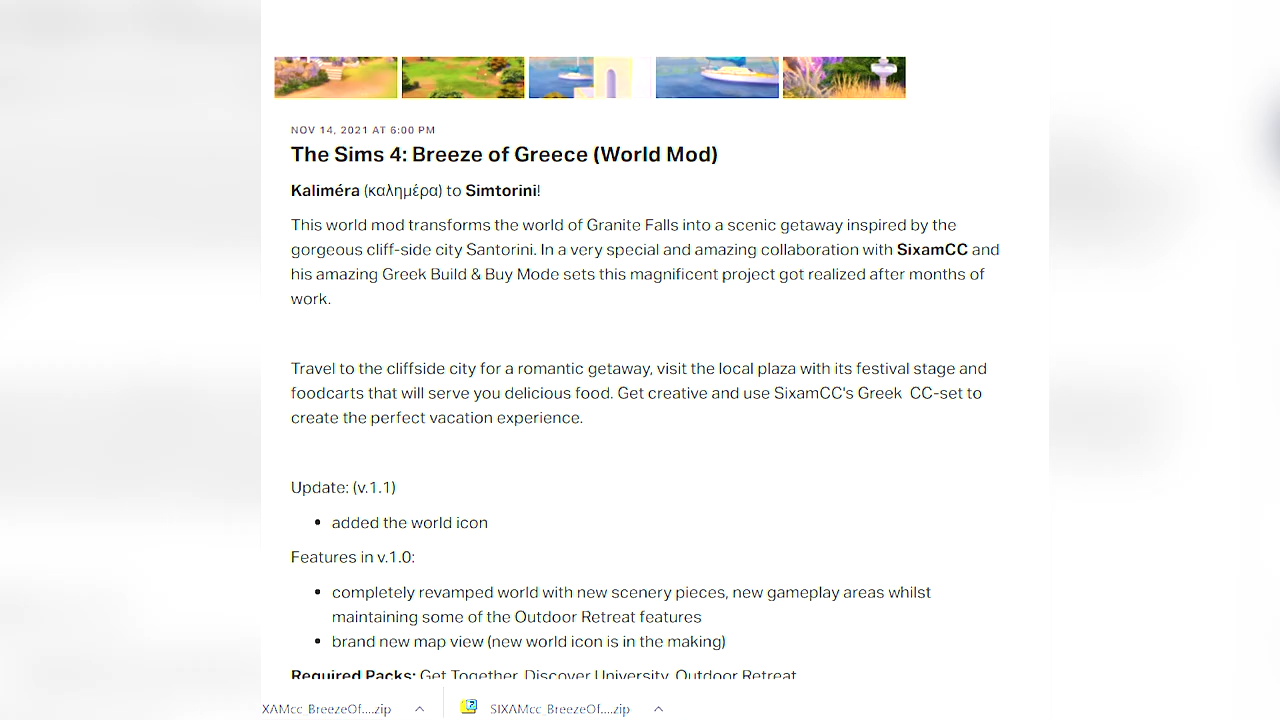 NOV 14, 2021 AT 6:00 PM
The Sims 4: Breeze of Greece (World Mod)
Kaliméra (καλημέρα) to Simtorini!
This world mod transforms the world of Granite Falls into a scenic getaway inspired by the
gorgeous cliff-side city Santorini. In a very special and amazing collaboration with SixamCC and
his amazing Greek Build & Buy Mode sets this magnificent project got realized after months of
work.
Travel to the cliffside city for a romantic getaway, visit the local plaza with its festival stage and
foodcarts that will serve you delicious food. Get creative and use SixamCC's Greek CC-set to
create the perfect vacation experience.
Update: (v.1.1)
• added the world icon
Features in v.1.0:
• completely revamped world with new scenery pieces, new gameplay areas whilst
maintaining some of the Outdoor Retreat features
• brand new map view (new world icon is in the making)
Required Packs: Get Together, Discover University, Outdoor Retreat
XAMcc_BreezeOf....zip
SIXAMcc_BreezeOf....zip